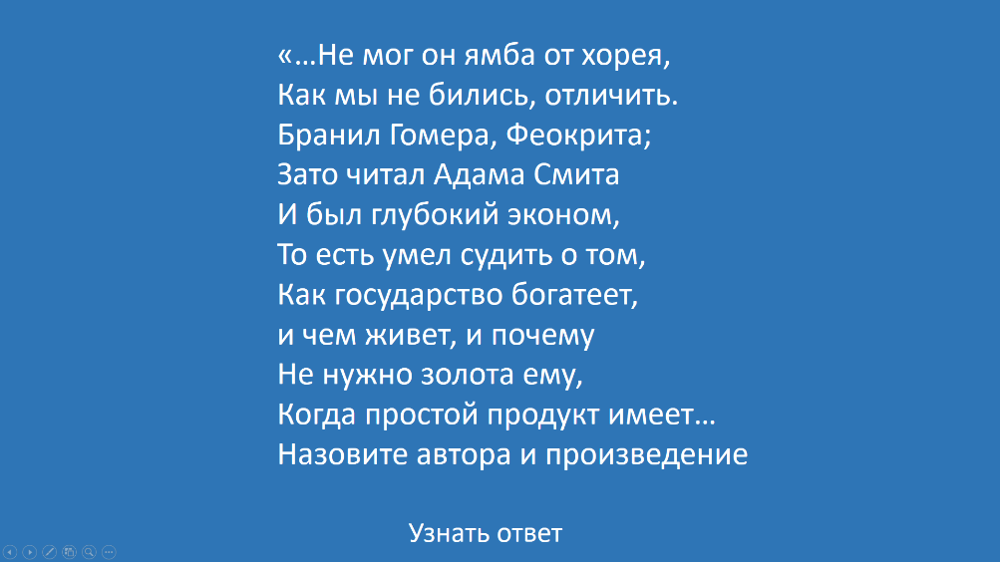 «…Не мог он ямба от хорея,
Как мы не бились, отличить.
Бранил Гомера, Феокрита;
Зато читал Адама Смита
И был глубокий эконом,
То есть умел судить о том,
Как государство богатеет,
и чем живет, и почему
Не нужно золота ему,
Когда простой продукт имеет…
Назовите автора и произведение
Узнать ответ